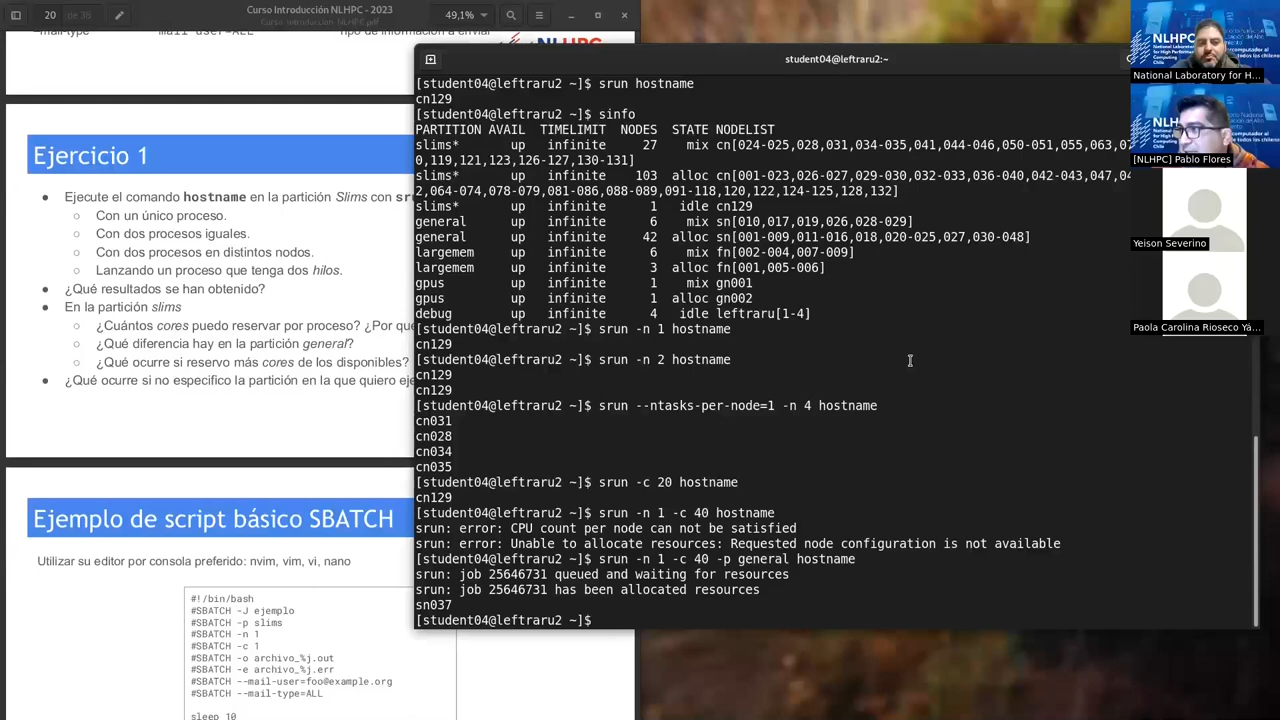 20 de 35
Curso Introducción NLHPC - 2023
Curso Introducción NLHPC.pdf
49,1%
--mail-type
mail-user=ALL
Tipo de información a enviar
NLHPC
Ejercicio 1
● Ejecute el comando hostname en la partición Slims con sr
○ Con un único proceso.
○ Con dos procesos iguales.
○ Con dos procesos en distintos nodos.
○ Lanzando un proceso que tenga dos hilos.
● ¿Qué resultados se han obtenido?
● En la partición slims
○ ¿Cuántos cores puedo reservar por proceso? ¿Por qu
○ ¿Qué diferencia hay en la partición general?
○ ¿Qué ocurre si reservo más cores de los disponibles?
● ¿Qué ocurre si no especifico la partición en la que quiero eje
Ejemplo de script básico SBATCH
Utilizar su editor por consola preferido: nvim, vim, vi, nano
#!/bin/bash
#SBATCH -J ejemplo
#SBATCH -p slims
#SBATCH -n 1
#SBATCH -c 1
#SBATCH -o archivo_%j.out
#SBATCH -e archivo_%j.err
#SBATCH --mail-user=foo@example.org
#SBATCH --mail-type=ALL
sleep 10
student04@leftraru2:~
[student04@leftraru2 ~]$ srun hostname
cn129
[student04@leftraru2 ~]$ sinfo
PARTITION AVAIL  TIMELIMIT  NODES  STATE NODELIST
slims*       up   infinite     27    mix cn[024-025,028,031,034-035,041,044-046,050-051,055,063,0
0,119,121,123,126-127,130-131]
slims*       up   infinite    103  alloc cn[001-023,026-027,029-030,032-033,036-040,042-043,047,04
2,064-074,078-079,081-086,088-089,091-118,120,122,124-125,128,132]
slims*       up   infinite      1   idle cn129
general      up   infinite      6    mix sn[010,017,019,026,028-029]
general      up   infinite     42  alloc sn[001-009,011-016,018,020-025,027,030-048]
largemem     up   infinite      6    mix fn[002-004,007-009]
largemem     up   infinite      3  alloc fn[001,005-006]
gpus         up   infinite      1    mix gn001
gpus         up   infinite      1  alloc gn002
debug        up   infinite      4   idle leftraru[1-4]
[student04@leftraru2 ~]$ srun -n 1 hostname
cn129
[student04@leftraru2 ~]$ srun -n 2 hostname
cn129
cn129
[student04@leftraru2 ~]$ srun --ntasks-per-node=1 -n 4 hostname
cn031
cn028
cn034
cn035
[student04@leftraru2 ~]$ srun -c 20 hostname
cn129
[student04@leftraru2 ~]$ srun -n 1 -c 40 hostname
srun: error: CPU count per node can not be satisfied
srun: error: Unable to allocate resources: Requested node configuration is not available
[student04@leftraru2 ~]$ srun -n 1 -c 40 -p general hostname
srun: job 25646731 queued and waiting for resources
srun: job 25646731 has been allocated resources
sn037
[student04@leftraru2 ~]$
NLHPC
National Laboratory for H...
[NLHPC] Pablo Flores
Yeison Severino
Paola Carolina Rioseco Ya...